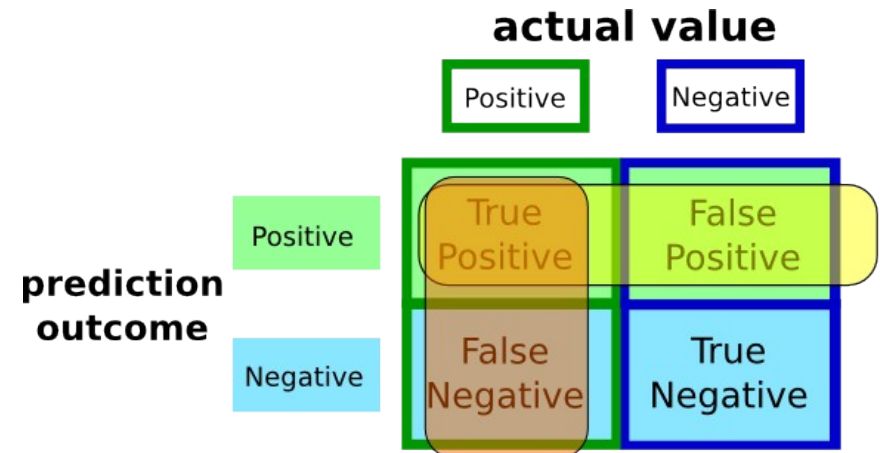 actual value
Positive
Negative
Positive
True
Positive
False
Positive
prediction
outcome
Negative
False
Negative
True
Negative